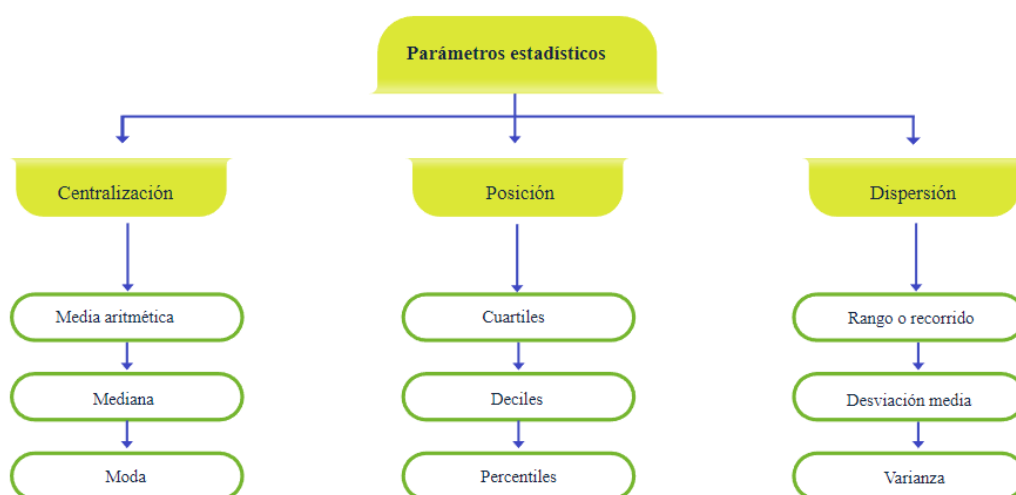 Parámetros estadísticos
Centralización
Posición
Dispersión
Media aritmética
Cuartiles
Rango o recorrido
Mediana
Deciles
Desviación media
Moda
Percentiles
Varianza